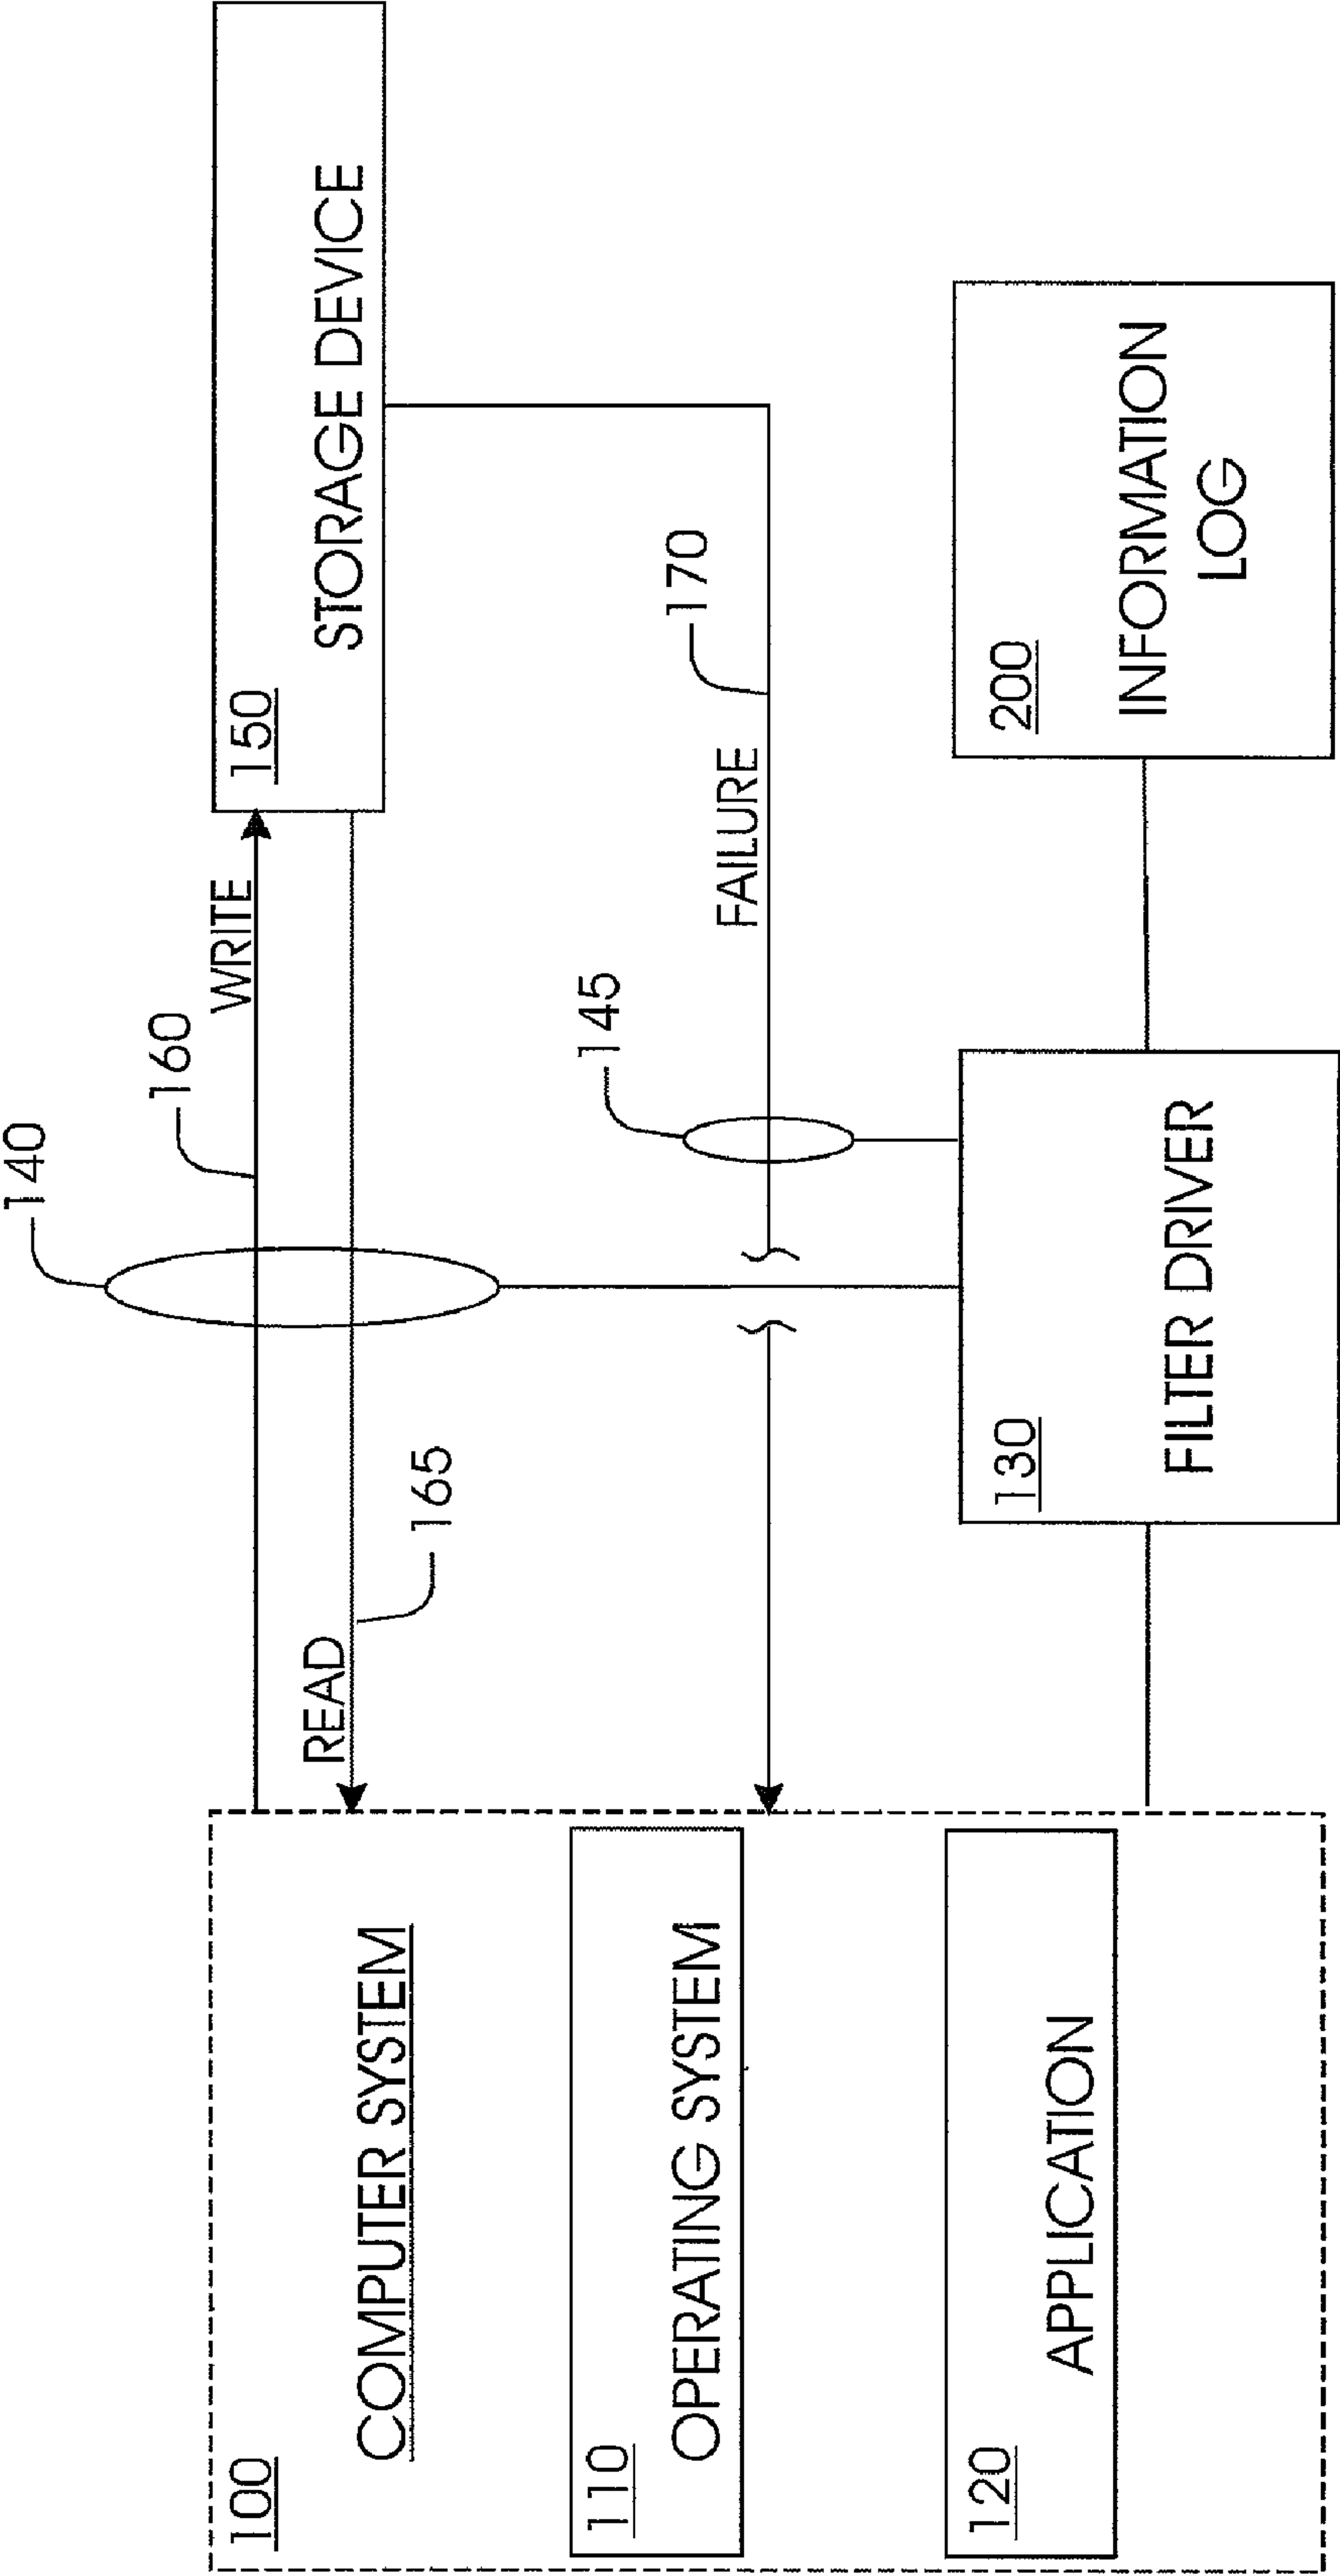 140
160
WRITE
150
STORAGE DEVICE
READ
165
145
FAILURE
170
100
COMPUTER SYSTEM
110
OPERATING SYSTEM
120
APPLICATION
130
FILTER DRIVER
200
INFORMATION
LOG